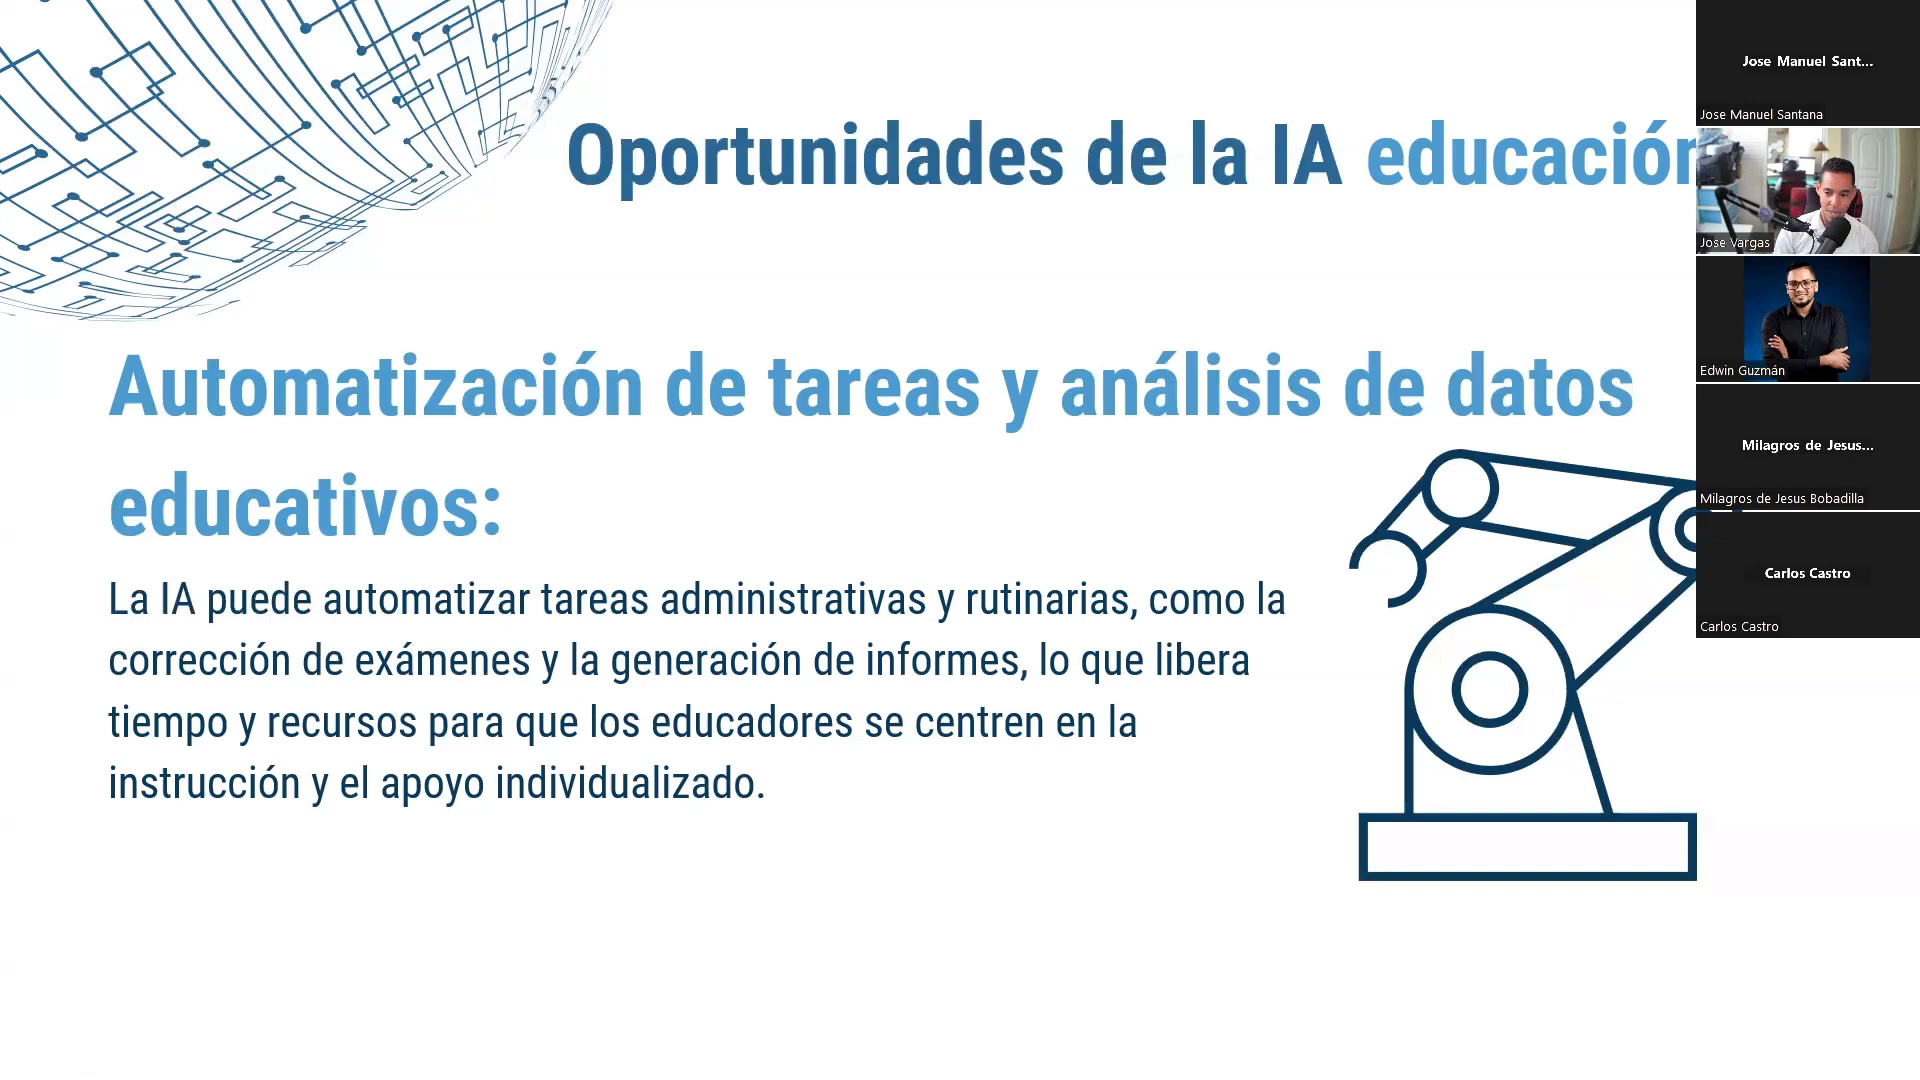 Oportunidades de la IA educación
Automatización de tareas y análisis de datos
educativos:
La IA puede automatizar tareas administrativas y rutinarias, como la
corrección de exámenes y la generación de informes, lo que libera
tiempo y recursos para que los educadores se centren en la
instrucción y el apoyo individualizado.
Jose Manuel Sant...
Jose Manuel Santana
Jose Vargas
Edwin Guzmán
Milagros de Jesus...
Milagros de Jesus Bobadilla
Carlos Castro
Carlos Castro